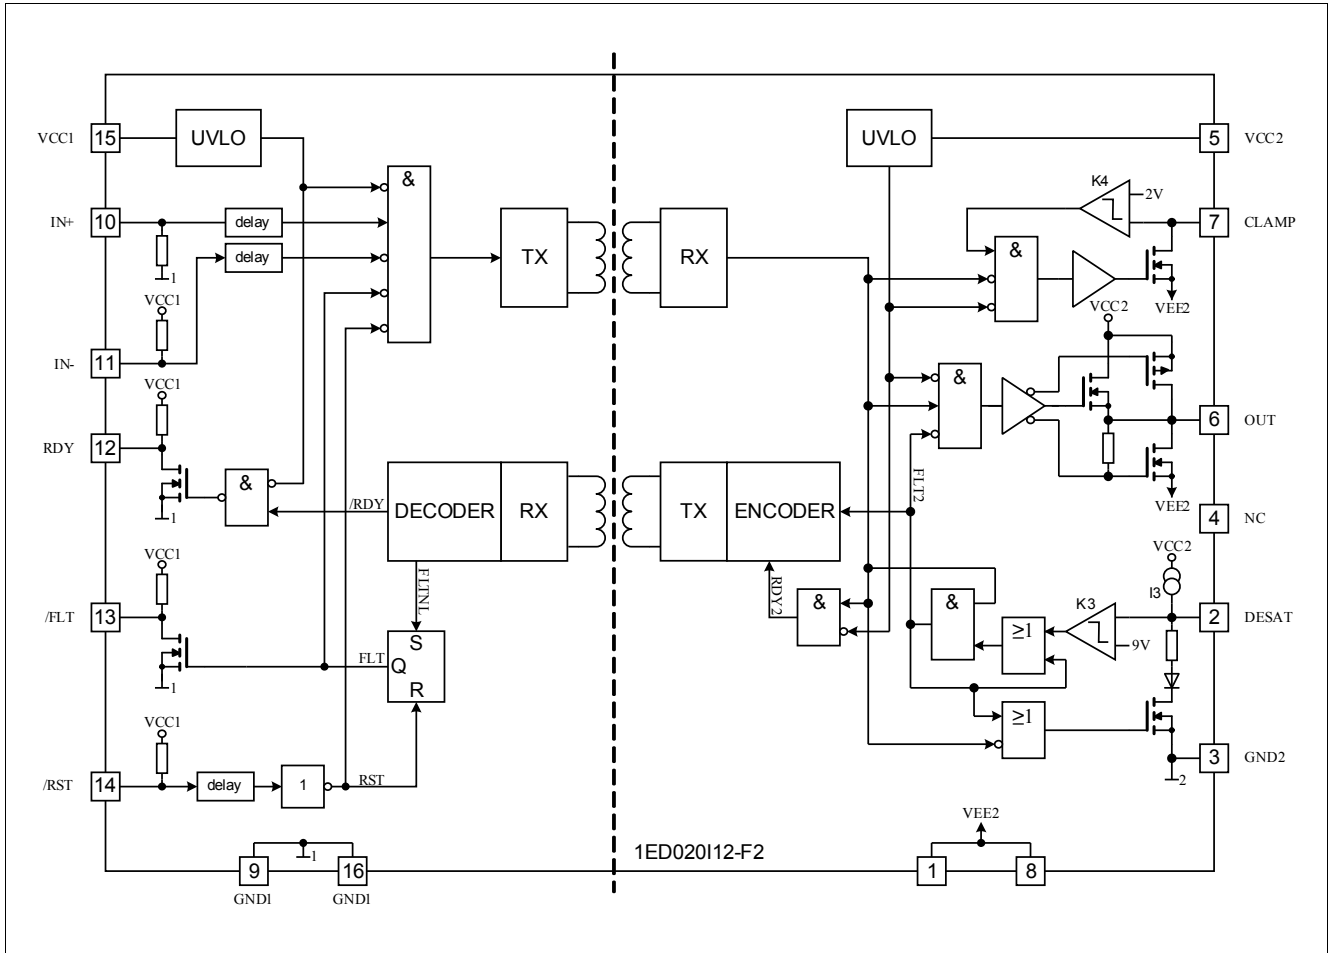 VCC1 15 UVLO UVLO 5 VCC2
& K4 2V
IN+ 10 delay 7 CLAMP
1 delay TX RX &
VCC1 VEE2
VCC2
IN- 11
VCC1 &
RDY 12 6 OUT
& /RDY DECODER RX TX ENCODER FLT2 VEE2
1 4 NC
VCC1 VCC2
FLTNL RDY2 I3
/FLT 13 & & ≥1 K3 2 DESAT
S 9V
FLT Q
1 R
VCC1 ≥1
/RST 14 delay 1 RST 3 GND2
2
VEE2
1 1ED020I12-F2
9 16 1 8
GND1 GND1